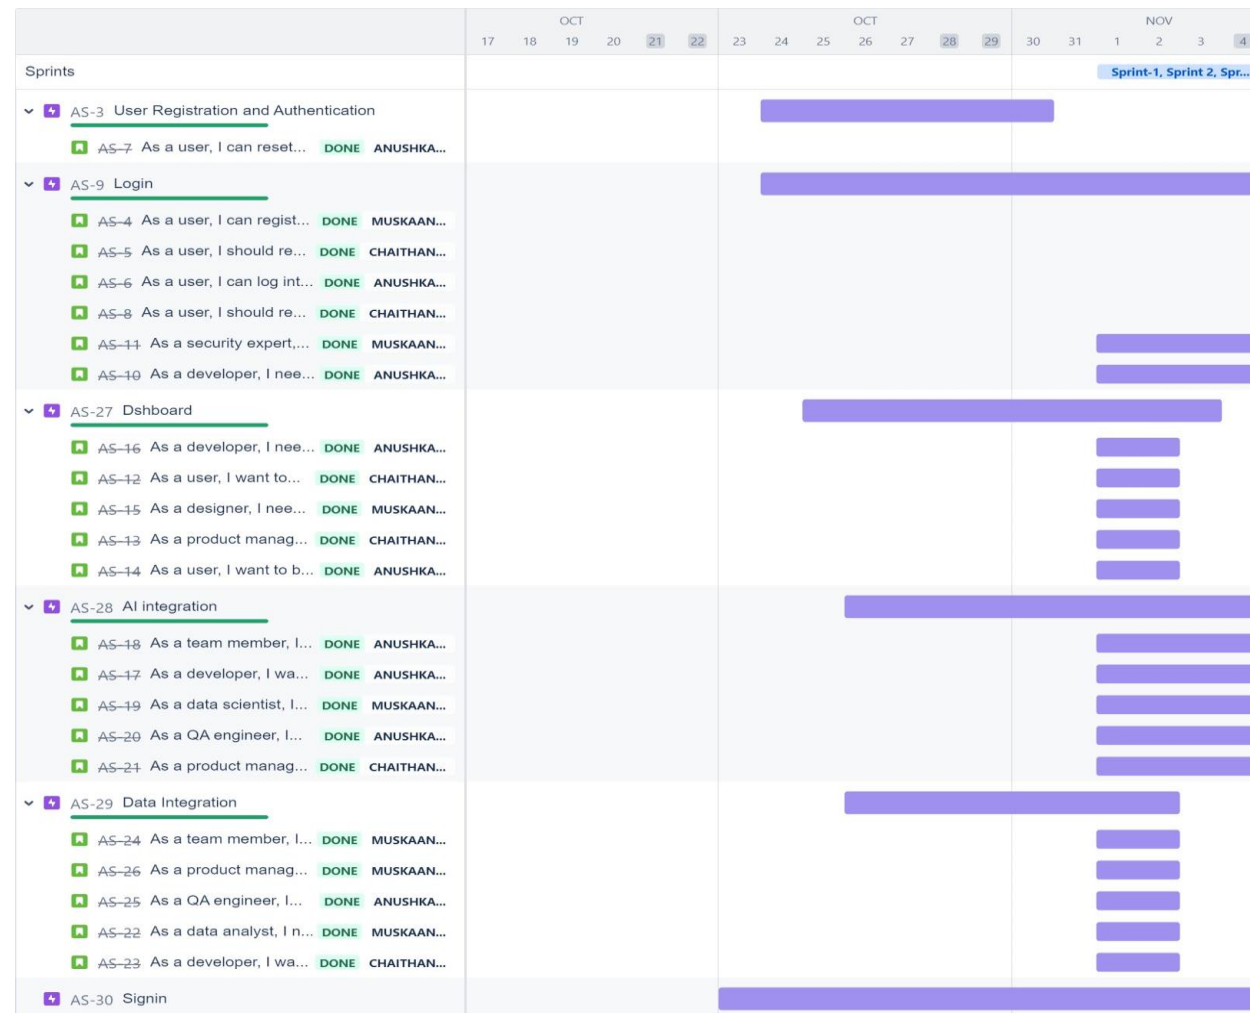 OCT OCT NOV
17 18 19 20 21 22 23 24 25 26 27 28 29 30 31 1 2 3 4
Sprints Sprint-1, Sprint 2, Spr...
AS-3 User Registration and Authentication
AS-7 As a user, I can reset... DONE ANUSHKA...
AS-9 Login
AS-4 As a user, I can regist... DONE MUSKAAN...
AS-5 As a user, I should re... DONE CHAITHAN...
AS-6 As a user, I can log int... DONE ANUSHKA...
AS-8 As a user, I should re... DONE CHAITHAN...
AS-11 As a security expert,... DONE MUSKAAN...
AS-10 As a developer, I nee... DONE ANUSHKA...
AS-27 Dshboard
AS-16 As a developer, I nee... DONE ANUSHKA...
AS-12 As a user, I want to... DONE CHAITHAN...
AS-15 As a designer, I nee... DONE MUSKAAN...
AS-13 As a product manag... DONE CHAITHAN...
AS-14 As a user, I want to b... DONE ANUSHKA...
AS-28 AI integration
AS-18 As a team member, I... DONE ANUSHKA...
AS-17 As a developer, I wa... DONE ANUSHKA...
AS-19 As a data scientist, I... DONE MUSKAAN...
AS-20 As a QA engineer, I... DONE ANUSHKA...
AS-21 As a product manag... DONE CHAITHAN...
AS-29 Data Integration
AS-24 As a team member, I... DONE MUSKAAN...
AS-26 As a product manag... DONE MUSKAAN...
AS-25 As a QA engineer, I... DONE ANUSHKA...
AS-22 As a data analyst, I n... DONE MUSKAAN...
AS-23 As a developer, I wa... DONE CHAITHAN...
AS-30 Signin